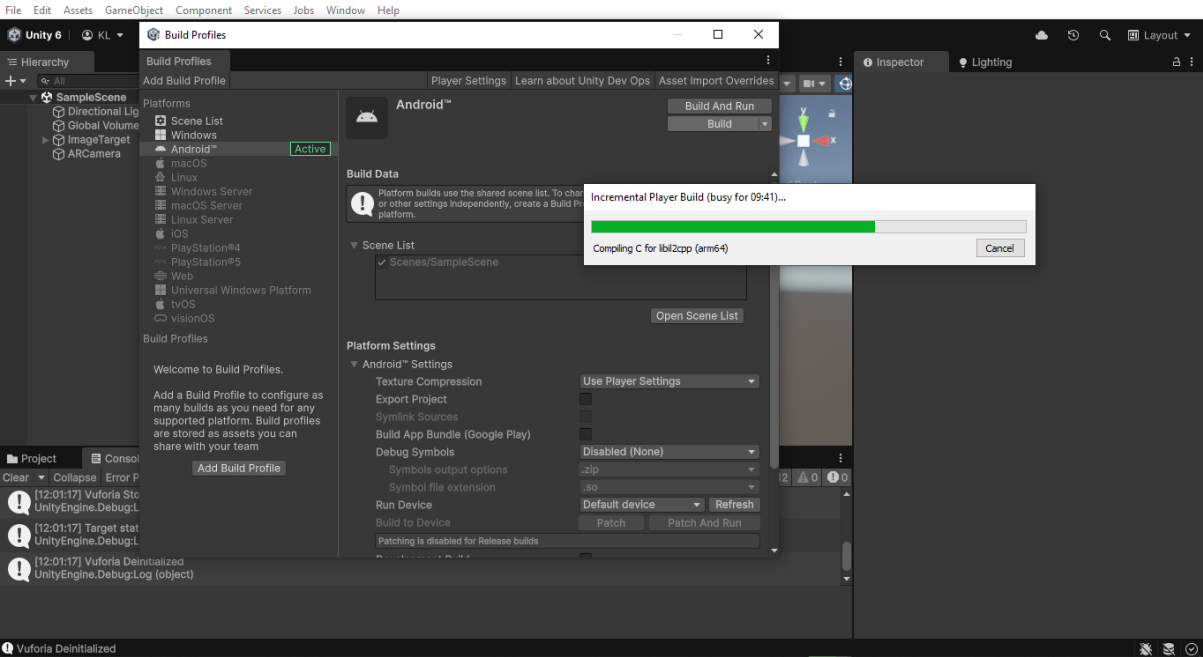 File Edit Assets GameObject Component Services Jobs Window Help
Unity 6 KL Layout
Build Profiles
Hierarchy
Build Profiles
Inspector Lighting
All
Add Build Profile Player Settings Learn about Unity Dev Ops Asset Import Overrides
SampleScene
Directional Lig
Global Volume
ImageTarget
ARCamera
Platforms
Scene List
Windows
Android™ Active
macOS
Linux
Windows Server
macOS Server
Linux Server
iOS
PlayStation®4
PlayStation®5
Web
Universal Windows Platform
tvOS
visionOS
Build Profiles
Welcome to Build Profiles.
Add a Build Profile to configure as
many builds as you need for any
supported platform. Build profiles
are stored as assets you can
share with your team
Add Build Profile
Android™
Build And Run
Build
Build Data
Platform builds use the shared scene list. To chan
or other settings independently, create a Build Pr
platform.
Scene List
Scenes/SampleScene
Open Scene List
Platform Settings
Android™ Settings
Texture Compression Use Player Settings
Export Project
Symlink Sources
Build App Bundle (Google Play)
Debug Symbols Disabled (None)
Symbols output options .zip
Symbol file extension .so
Run Device Default device Refresh
Build to Device Patch Patch And Run
Patching is disabled for Release builds
Development Build
y
x
Incremental Player Build (busy for 09:41)...
Compiling C for libil2cpp (arm64)
Cancel
Project Consol
Clear Collapse Error P
12 0 0
[12:01:17] Vuforia Sto
UnityEngine.Debug:L
[12:01:17] Target stat
UnityEngine.Debug:L
[12:01:17] Vuforia Deinitialized
UnityEngine.Debug:Log (object)
Vuforia Deinitialized